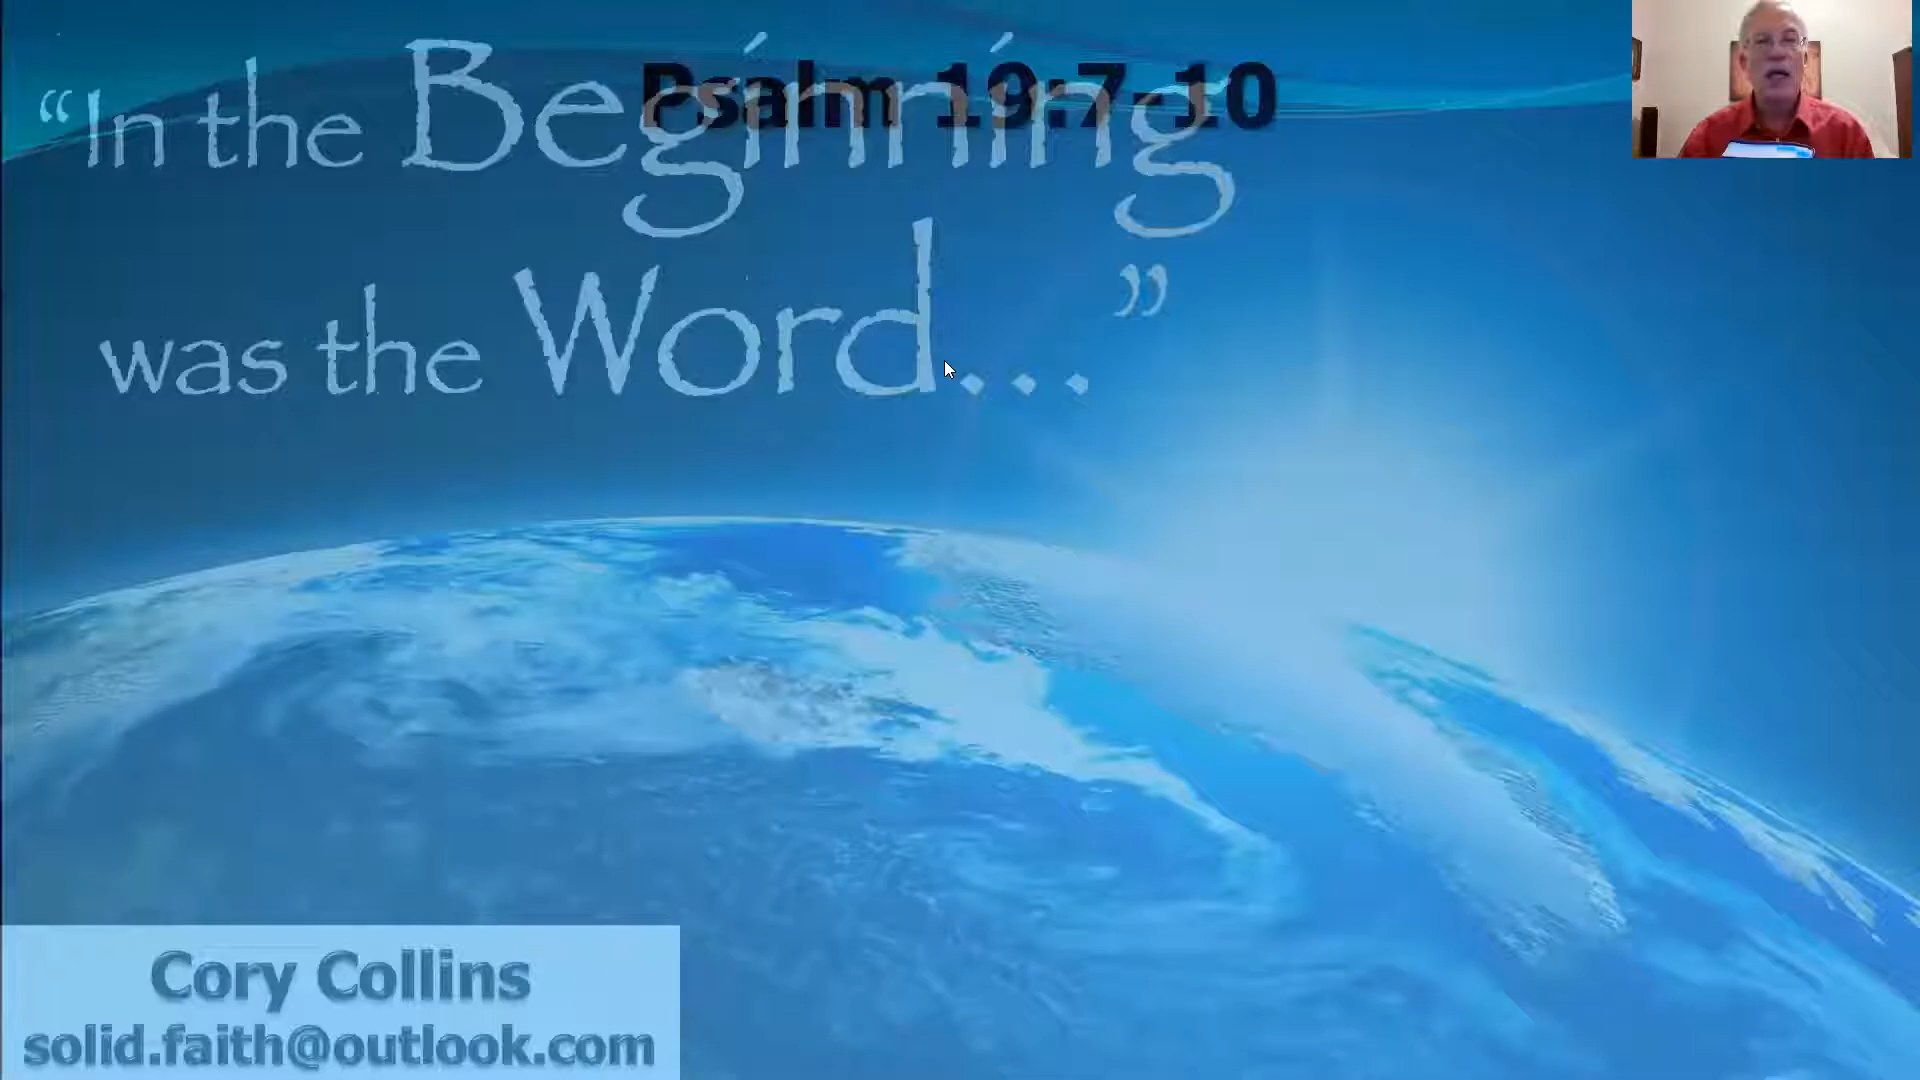 Psalm 19:7-10
“In the Beginning
was the Word...”
Cory Collins
solid.faith@outlook.com